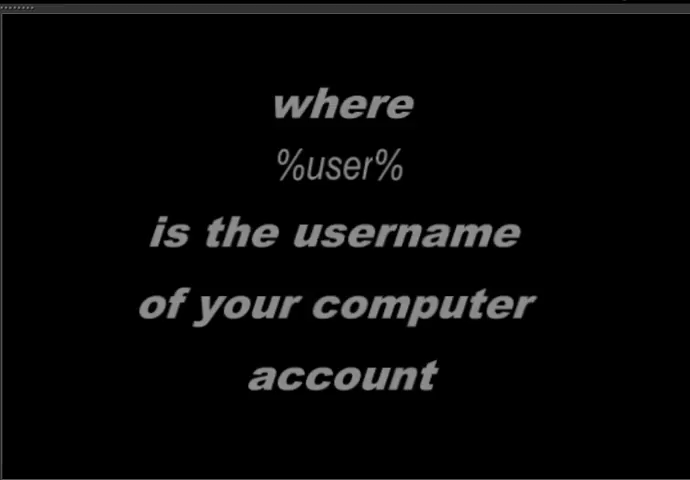 where
%user%
is the username
of your computer
account